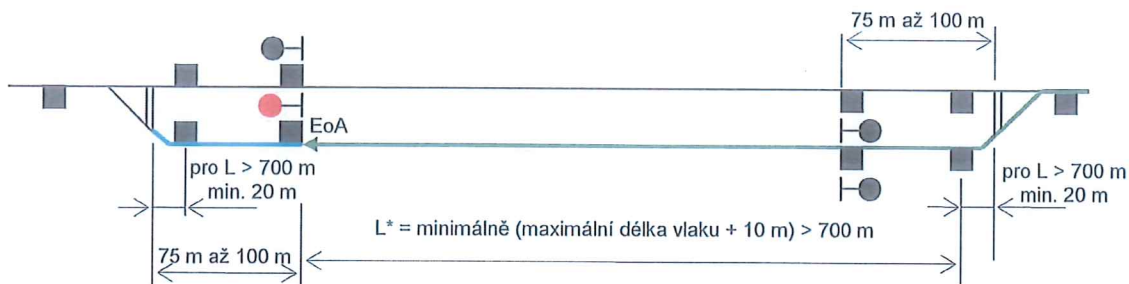 75 m až 100 m
EoA
pro L > 700 m
min. 20 m
pro L > 700 m
min. 20 m
L* = minimálně (maximální délka vlaku + 10 m) > 700 m
75 m až 100 m